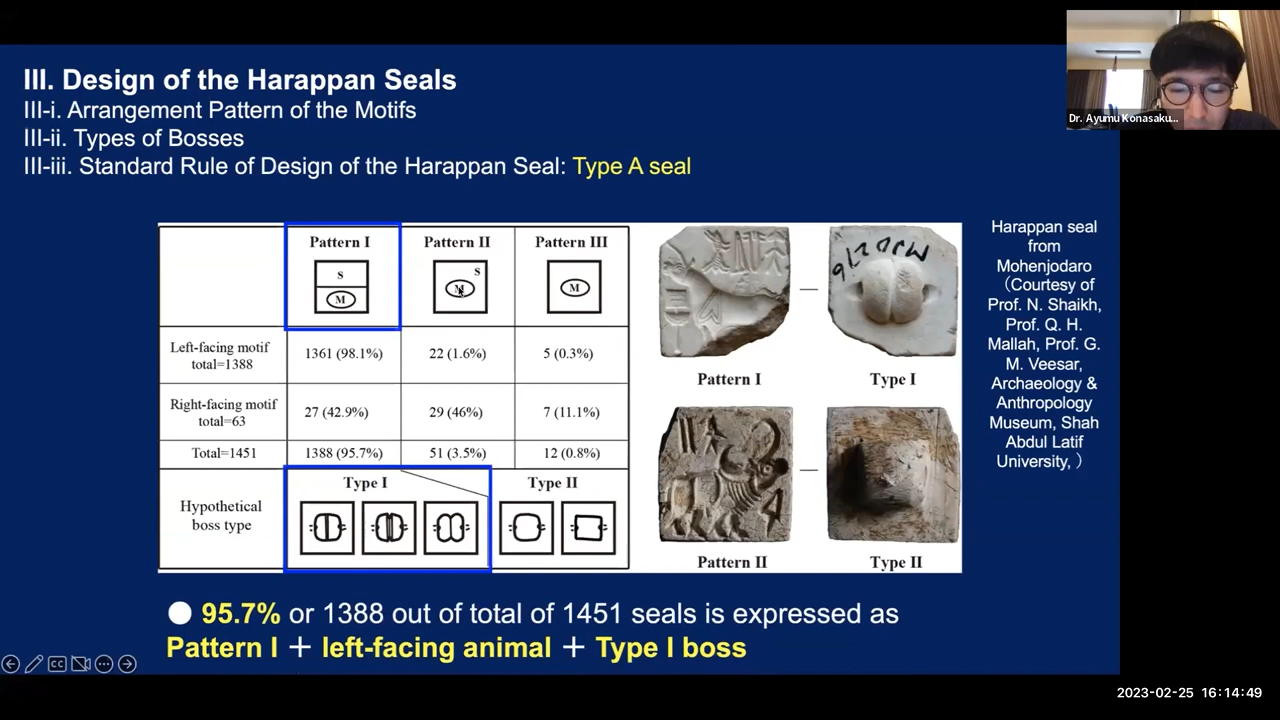 III. Design of the Harappan Seals
III-i. Arrangement Pattern of the Motifs
III-ii. Types of Bosses
III-iii. Standard Rule of Design of the Harappan Seal: Type A seal
Dr. Ayumu Konasaku...
Pattern I
Pattern II
Pattern III
S
M
S
M
M
Left-facing motif
total=1388
1361 (98.1%)
22 (1.6%)
5 (0.3%)
Right-facing motif
total=63
27 (42.9%)
29 (46%)
7 (11.1%)
Total=1451
1388 (95.7%)
51 (3.5%)
12 (0.8%)
Hypothetical
boss type
Type I
Type II
Pattern I
Type I
Pattern II
Type II
Harappan seal
from
Mohenjodaro
（Courtesy of
Prof. N. Shaikh,
Prof. Q. H.
Mallah, Prof. G.
M. Veesar,
Archaeology &
Anthropology
Museum, Shah
Abdul Latif
University, ）
● 95.7% or 1388 out of total of 1451 seals is expressed as
Pattern I ＋ left-facing animal ＋ Type I boss
CC
2023-02-25 16:14:49